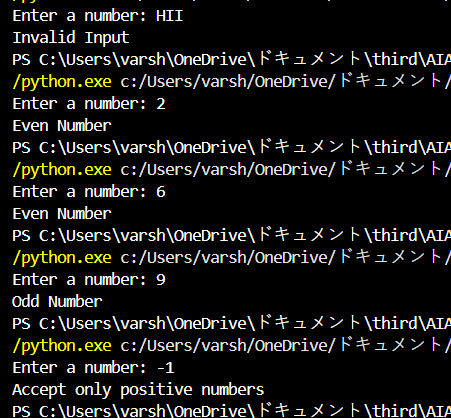 Enter a number: HII
Invalid Input
PS C:\Users\varsh\OneDrive\ドキュメント\third\AIA
/python.exe c:/Users/varsh/OneDrive/ドキュメント/
Enter a number: 2
Even Number
PS C:\Users\varsh\OneDrive\ドキュメント\third\AIA
/python.exe c:/Users/varsh/OneDrive/ドキュメント/
Enter a number: 6
Even Number
PS C:\Users\varsh\OneDrive\ドキュメント\third\AIA
/python.exe c:/Users/varsh/OneDrive/ドキュメント/
Enter a number: 9
Odd Number
PS C:\Users\varsh\OneDrive\ドキュメント\third\AIA
/python.exe c:/Users/varsh/OneDrive/ドキュメント/
Enter a number: -1
Accept only positive numbers
PS C:\Users\varsh\OneDrive\ドキュメント\third\AIA